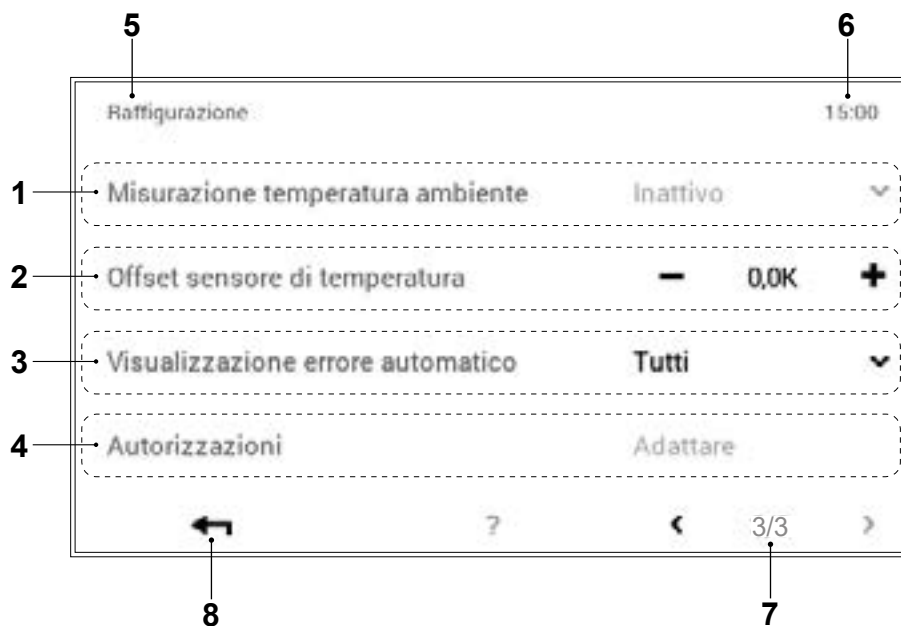 5 6
Raffigurazione 15:00
1 Misurazione temperatura ambiente Inattivo
2 Offset sensore di temperatura − 0,0K +
3 Visualizzazione errore automatico Tutti
4 Autorizzazioni Adattare
? < 3/3 >
8 7